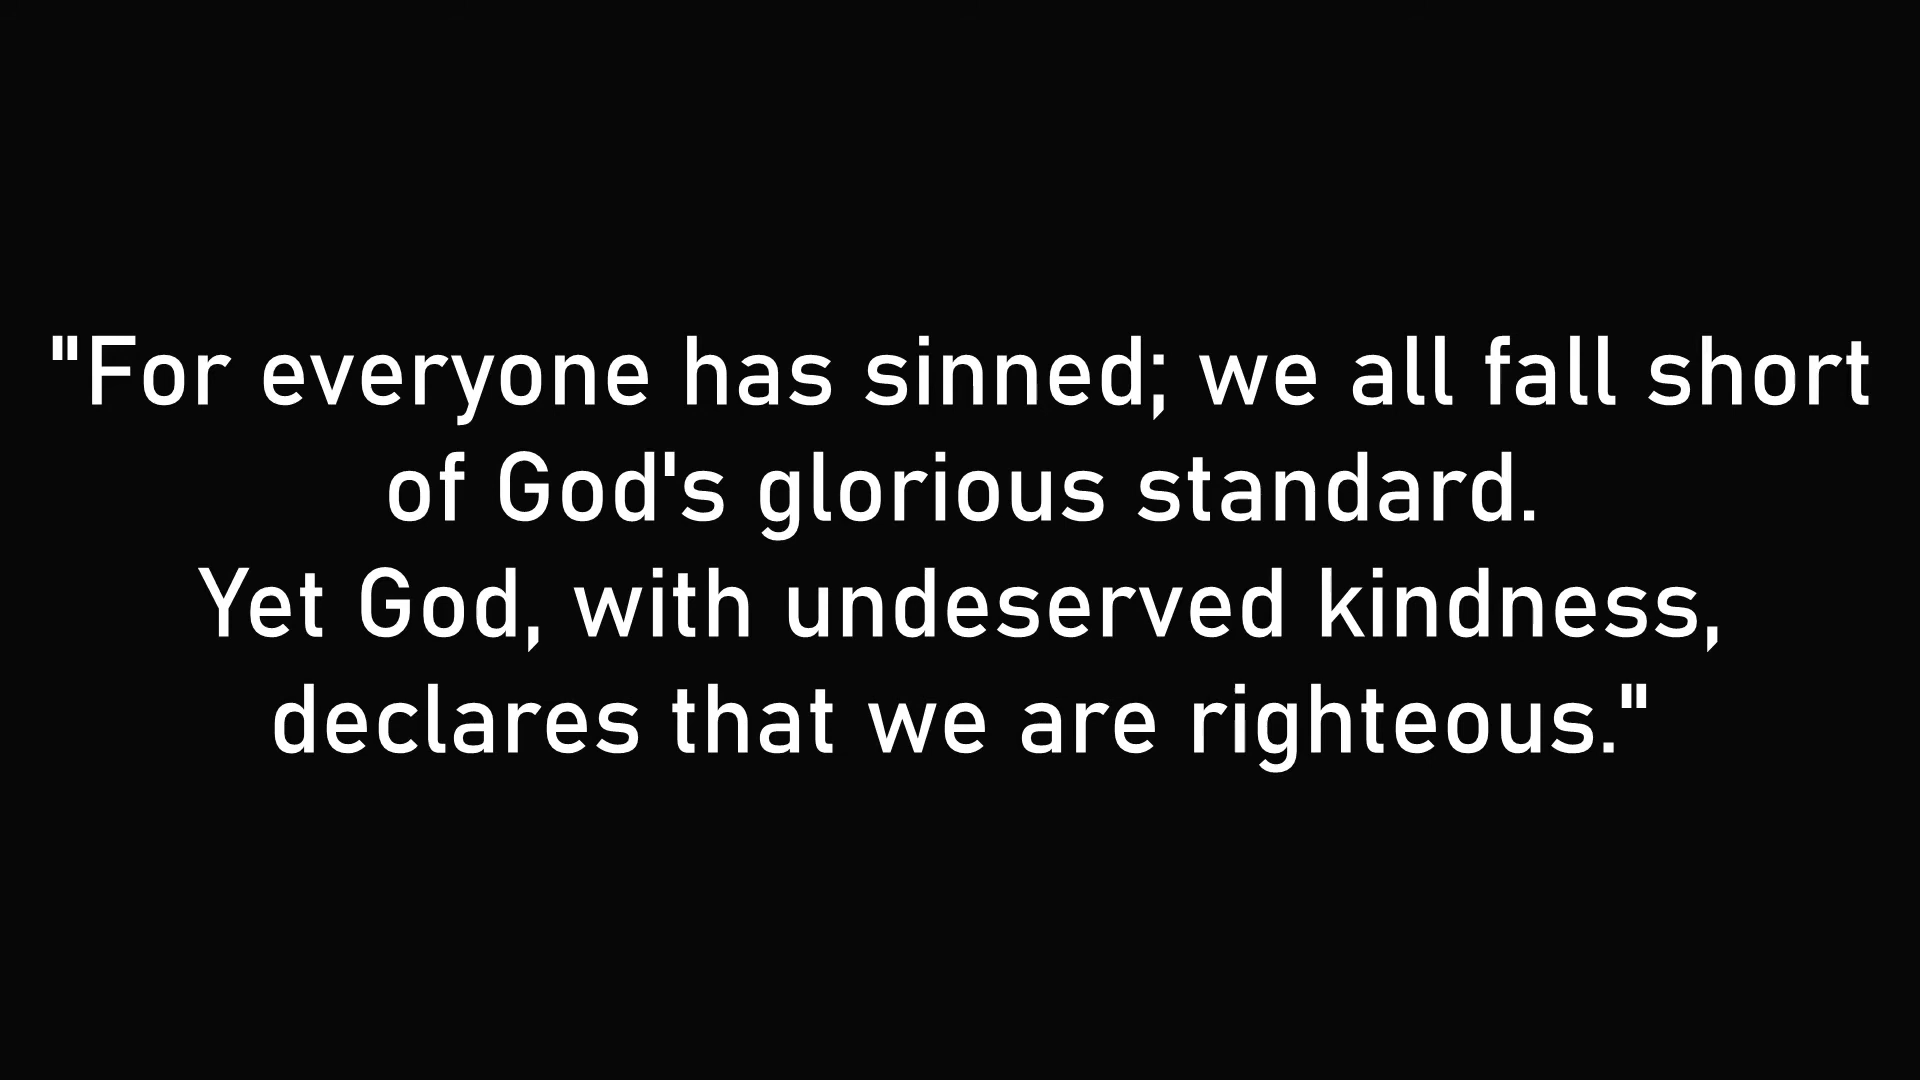 "For everyone has sinned; we all fall short
of God's glorious standard.
Yet God, with undeserved kindness,
declares that we are righteous."